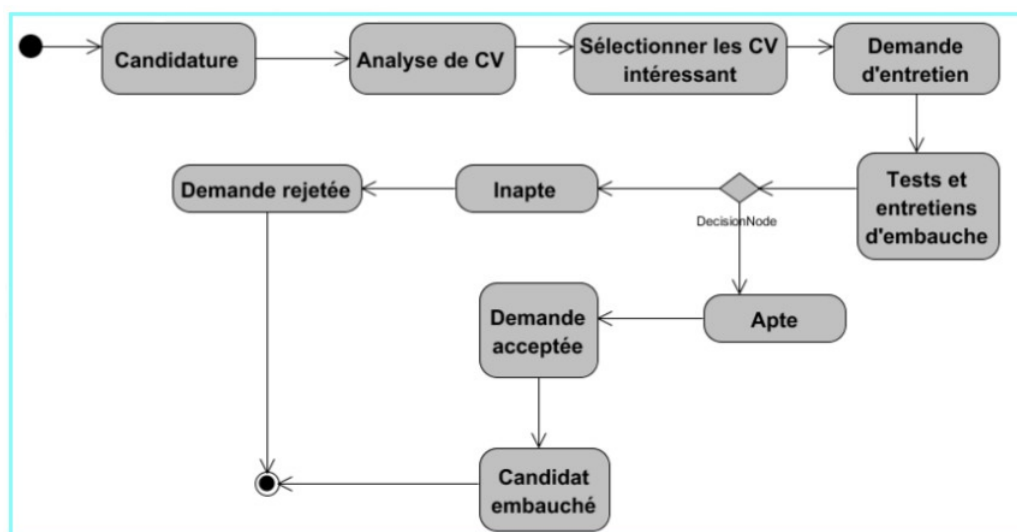 Candidature
Analyse de CV
Sélectionner les CV
intéressant
Demande
d'entretien
Demande rejetée
Inapte
DecisionNode
Tests et
entretiens
d'embauche
Demande
acceptée
Apte
Candidat
embauché